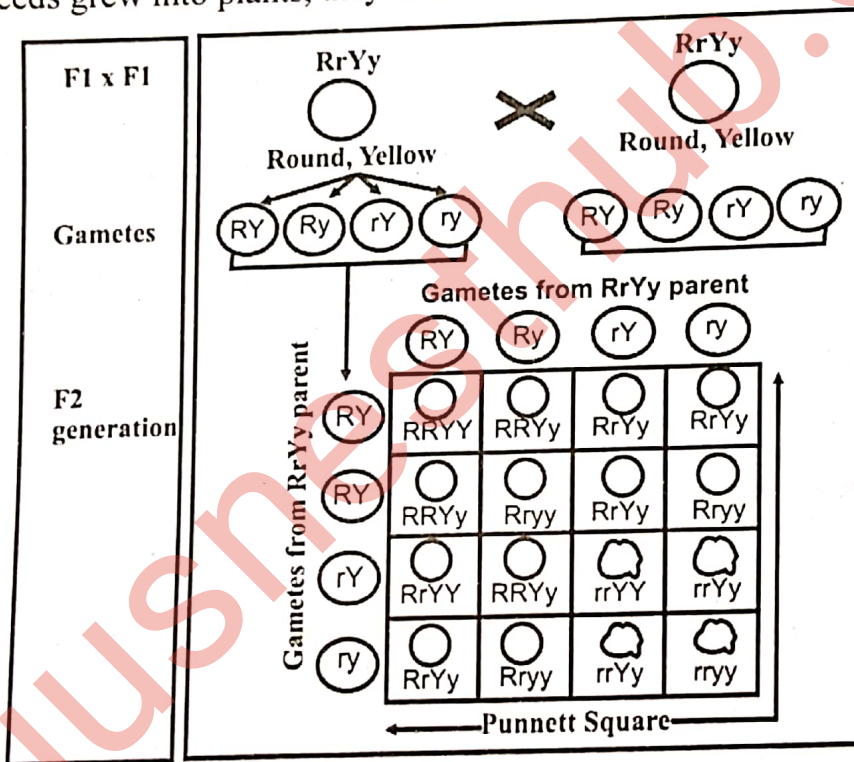 F1 x F1
RrYy
RrYy
Round, Yellow
Round, Yellow
Gametes
RY Ry rY ry
RY Ry rY ry
Gametes from RrYy parent
RY Ry rY ry
F2
generation
Gametes from RrYy parent
RY RRYY RRYy RrYy RrYy
RY RRYy Rryy RrYy Rryy
rY RrYY RRYy rrYY rrYy
ry RrYy Rryy rrYy rryy
Punnett Square